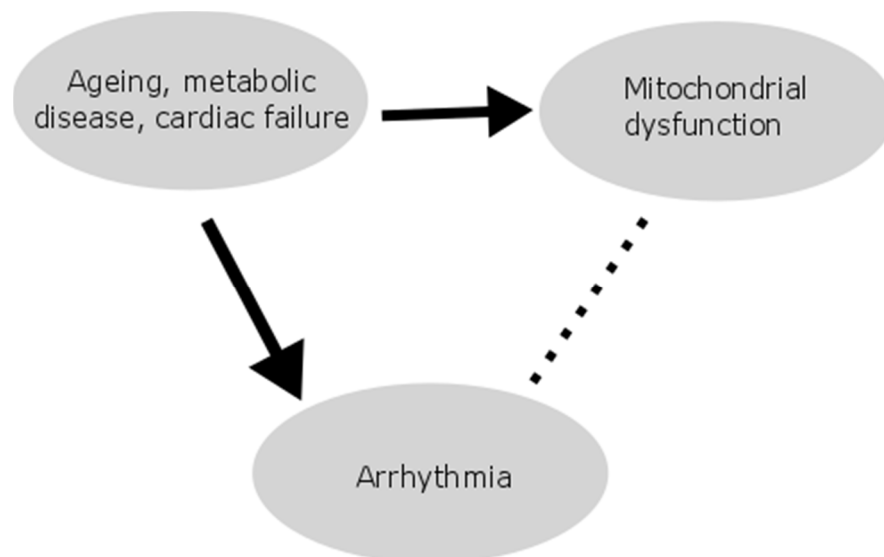 Ageing, metabolic
disease, cardiac failure
Mitochondrial
dysfunction
Arrhythmia